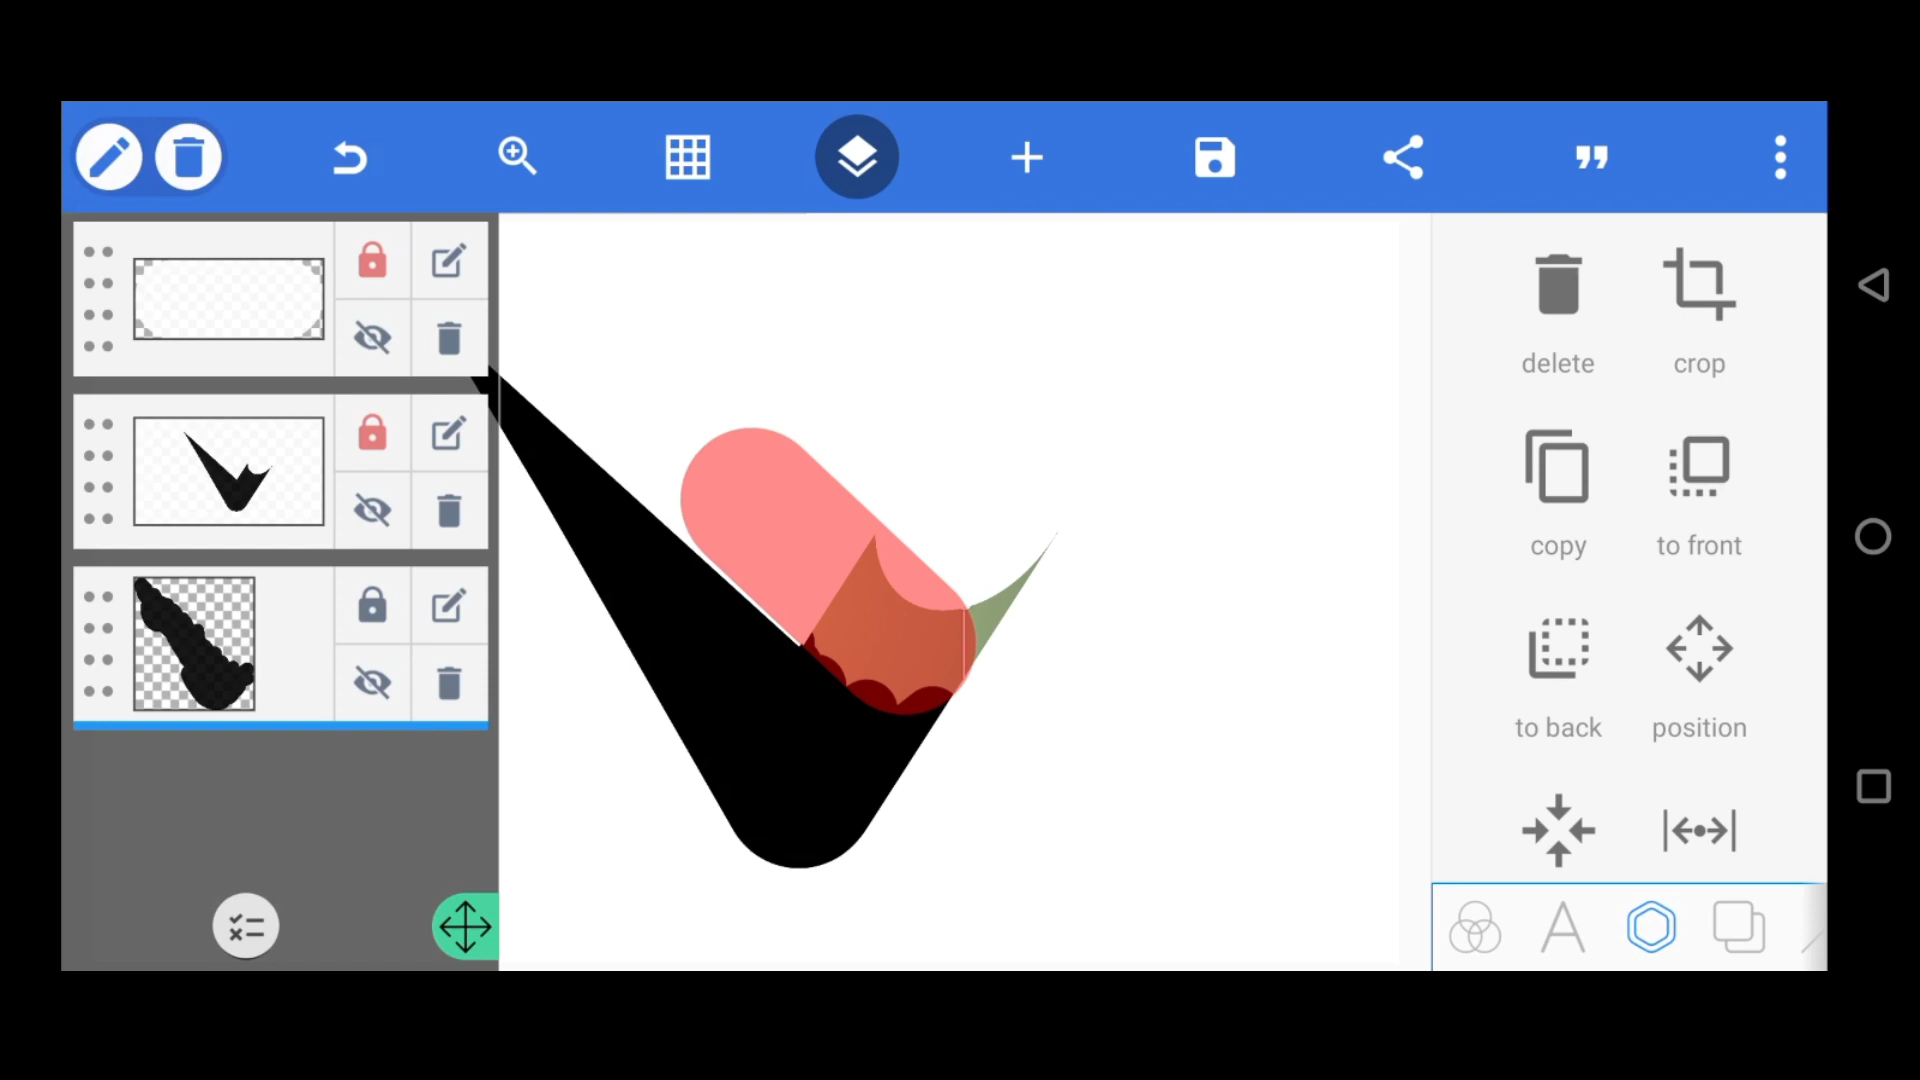 delete
crop
copy
to front
to back
position